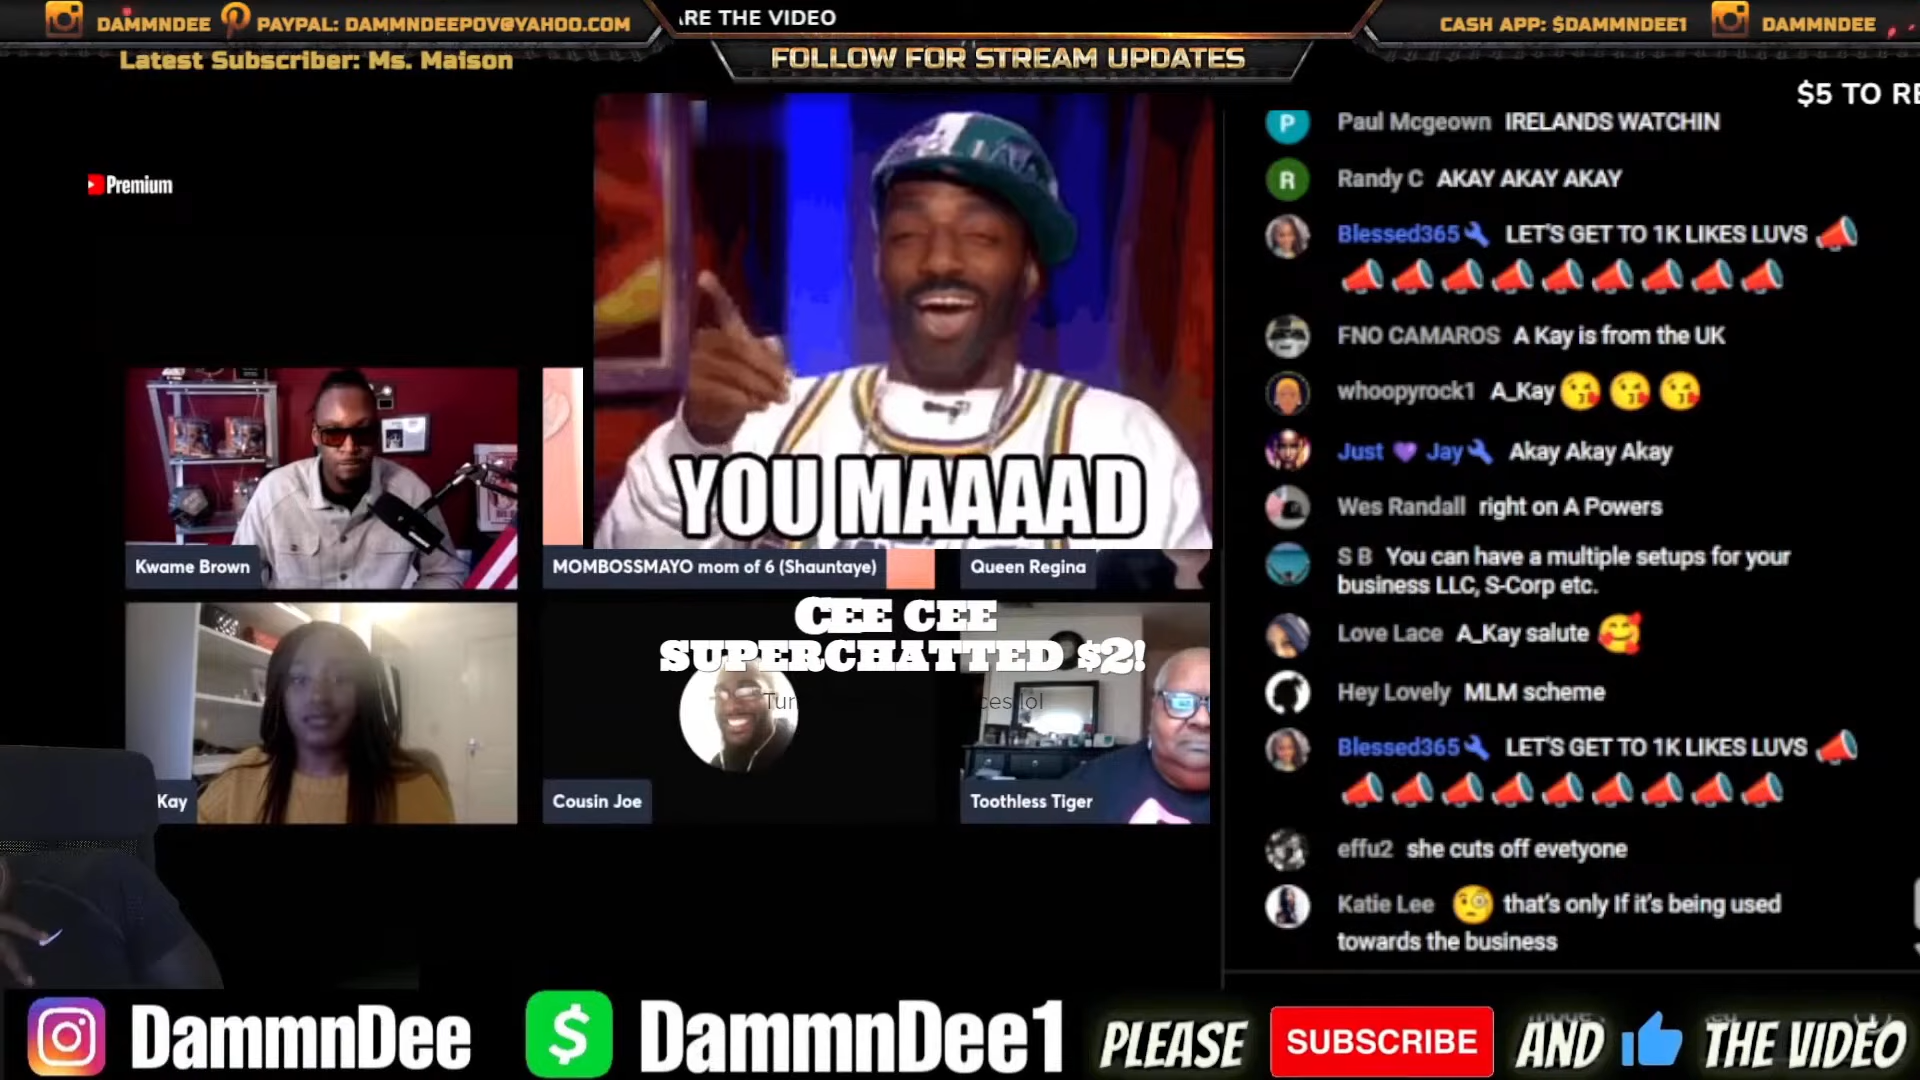 DAMMNDEE
PAYPAL: DAMMNDEEPOV@YAHOO.COM
RE THE VIDEO
CASH APP: $DAMMNDEE1
DAMMNDEE
Latest Subscriber: Ms. Maison
FOLLOW FOR STREAM UPDATES
$5 TO RE
Premium
YOU MAAAAD
Kwame Brown
MOMBOSSMAYO mom of 6 (Shauntaye)
Queen Regina
CEE CEE
SUPERCHATTED $2!
lol
Kay
Cousin Joe
Toothless Tiger
P
Paul Mcgeown IRELANDS WATCHIN
R
Randy C AKAY AKAY AKAY
Blessed365 LET'S GET TO 1K LIKES LUVS 📣
📣📣📣📣📣📣📣📣📣
FNO CAMAROS A Kay is from the UK
whoopyrock1 A_Kay 😘 😘 😘
Just 💜 Jay Akay Akay Akay
Wes Randall right on A Powers
S B You can have a multiple setups for your
business LLC, S-Corp etc.
Love Lace A_Kay salute 🥰
Hey Lovely MLM scheme
Blessed365 LET'S GET TO 1K LIKES LUVS 📣
📣📣📣📣📣📣📣📣📣
effu2 she cuts off evetyone
Katie Lee 🧐 that's only If it's being used
towards the business
DammnDee
$
DammnDee1
PLEASE
SUBSCRIBE
AND
THE VIDEO